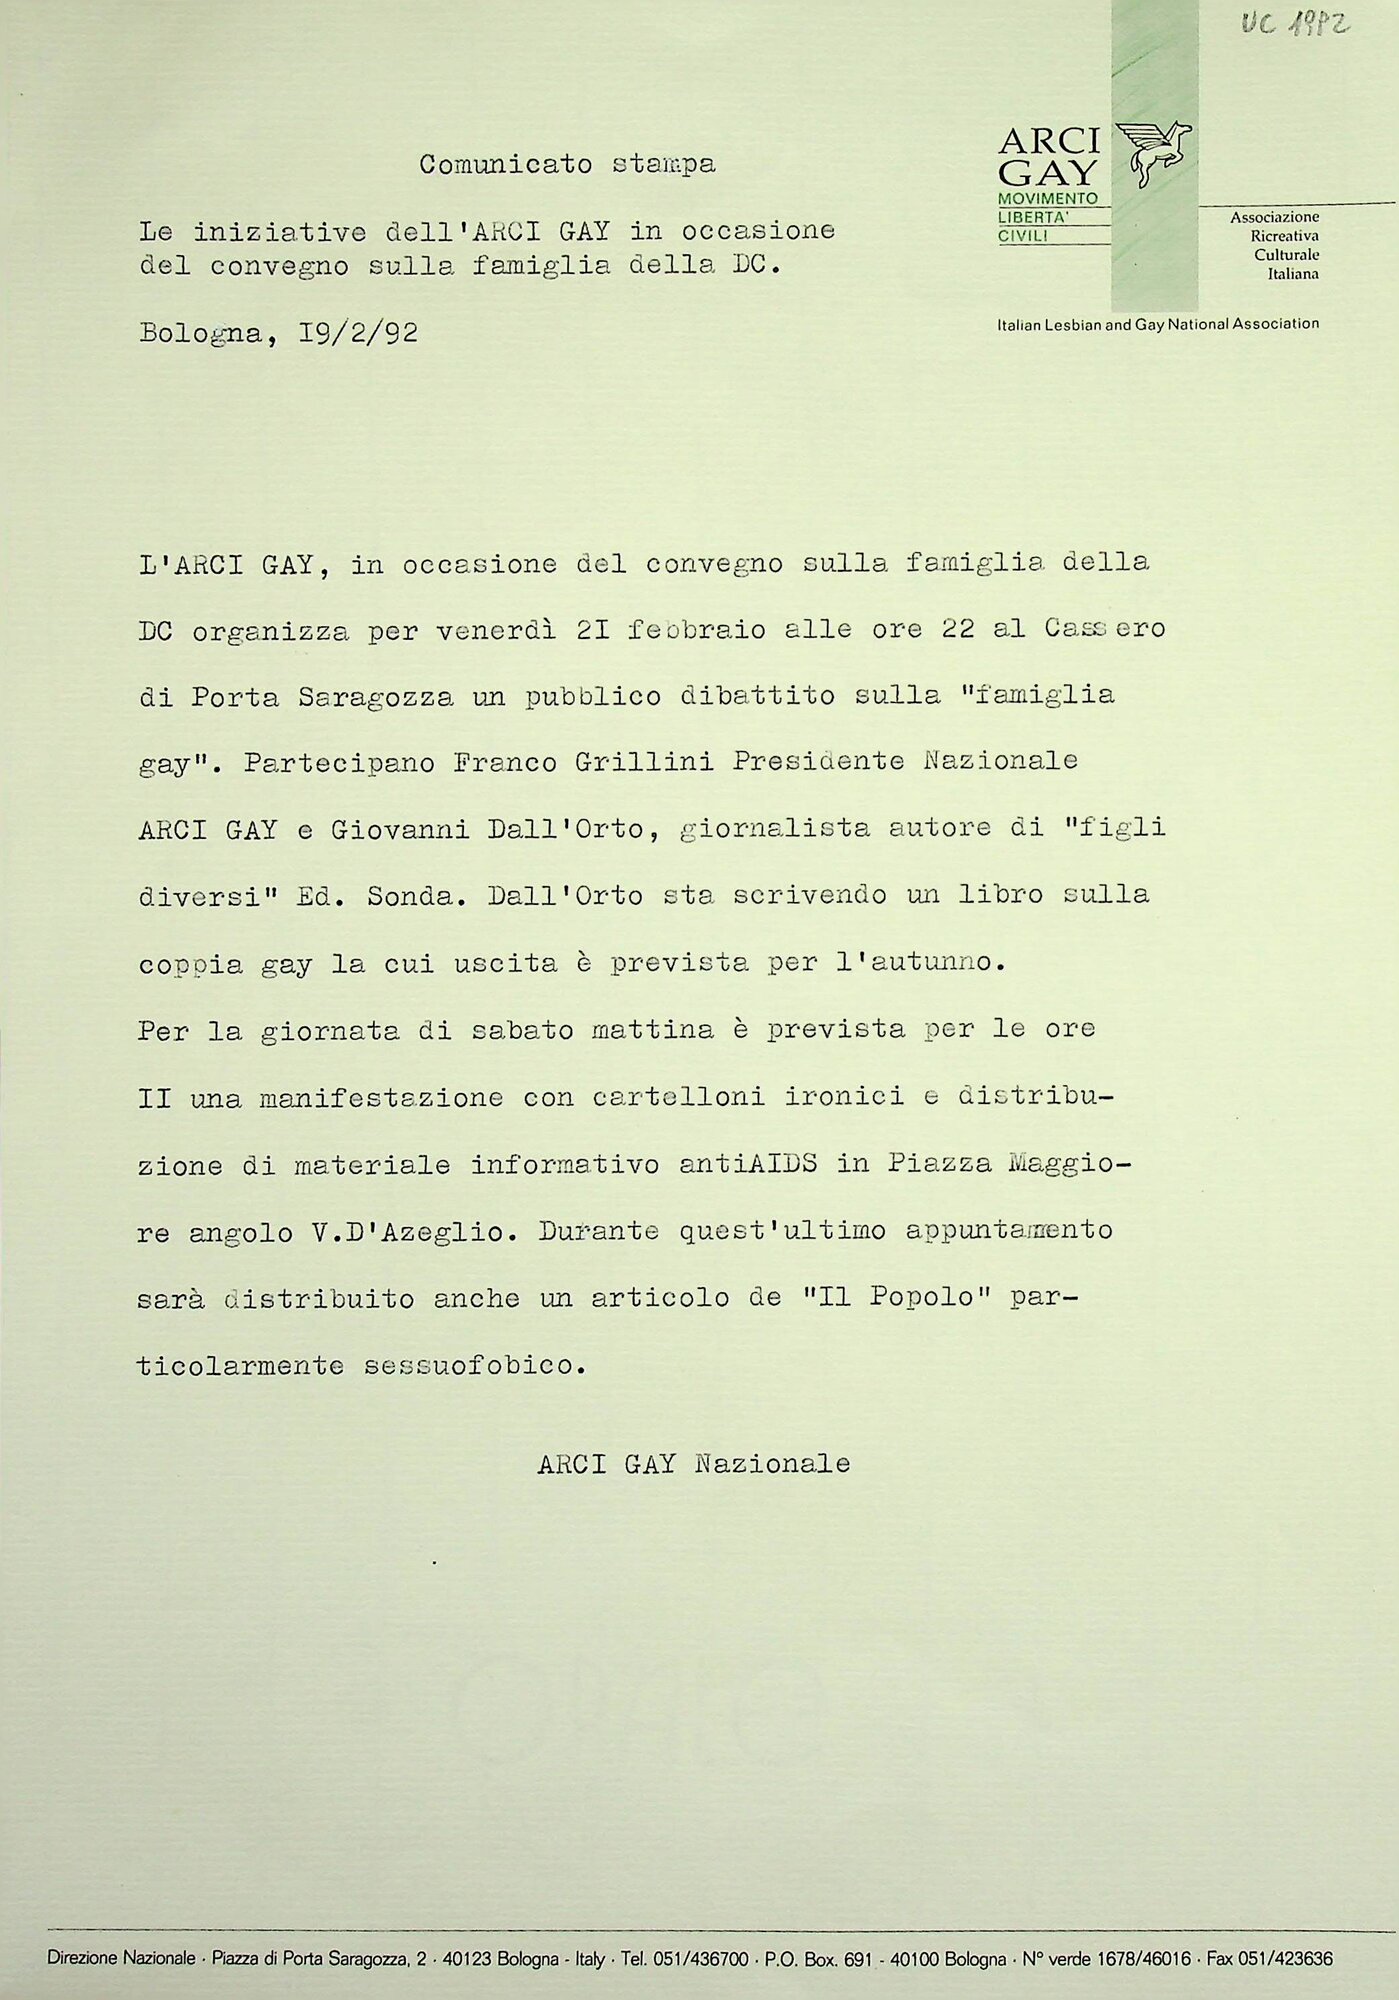 UC 1982
ARCI
GAY
MOVIMENTO
LIBERTA'
CIVILI
Associazione
Ricreativa
Culturale
Italiana
Italian Lesbian and Gay National Association
Comunicato stampa
Le iniziative dell'ARCI GAY in occasione
del convegno sulla famiglia della DC.
Bologna, I9/2/92
L'ARCI GAY, in occasione del convegno sulla famiglia della
DC organizza per venerdì 2I febbraio alle ore 22 al Cassero
di Porta Saragozza un pubblico dibattito sulla "famiglia
gay". Partecipano Franco Grillini Presidente Nazionale
ARCI GAY e Giovanni Dall'Orto, giornalista autore di "figli
diversi" Ed. Sonda. Dall'Orto sta scrivendo un libro sulla
coppia gay la cui uscita è prevista per l'autunno.
Per la giornata di sabato mattina è prevista per le ore
II una manifestazione con cartelloni ironici e distribu-
zione di materiale informativo antiAIDS in Piazza Maggio-
re angolo V.D'Azeglio. Durante quest'ultimo appuntamento
sarà distribuito anche un articolo de "Il Popolo" par-
ticolarmente sessuofobico.
ARCI GAY Nazionale
Direzione Nazionale · Piazza di Porta Saragozza, 2 · 40123 Bologna - Italy · Tel. 051/436700 · P.O. Box. 691 - 40100 Bologna · N° verde 1678/46016 · Fax 051/423636